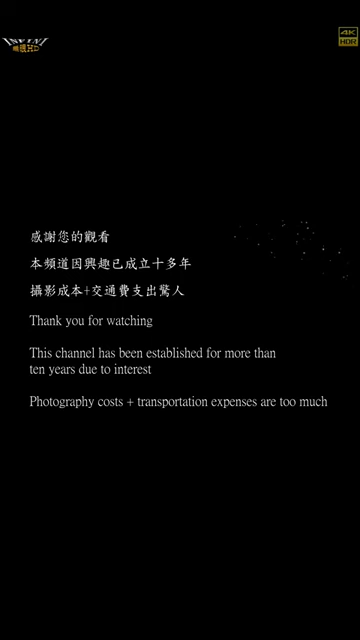 4K
HDR
感謝您的觀看
本頻道因興趣已成立十多年
攝影成本+交通費支出驚人
Thank you for watching
This channel has been established for more than
ten years due to interest
Photography costs + transportation expenses are too much